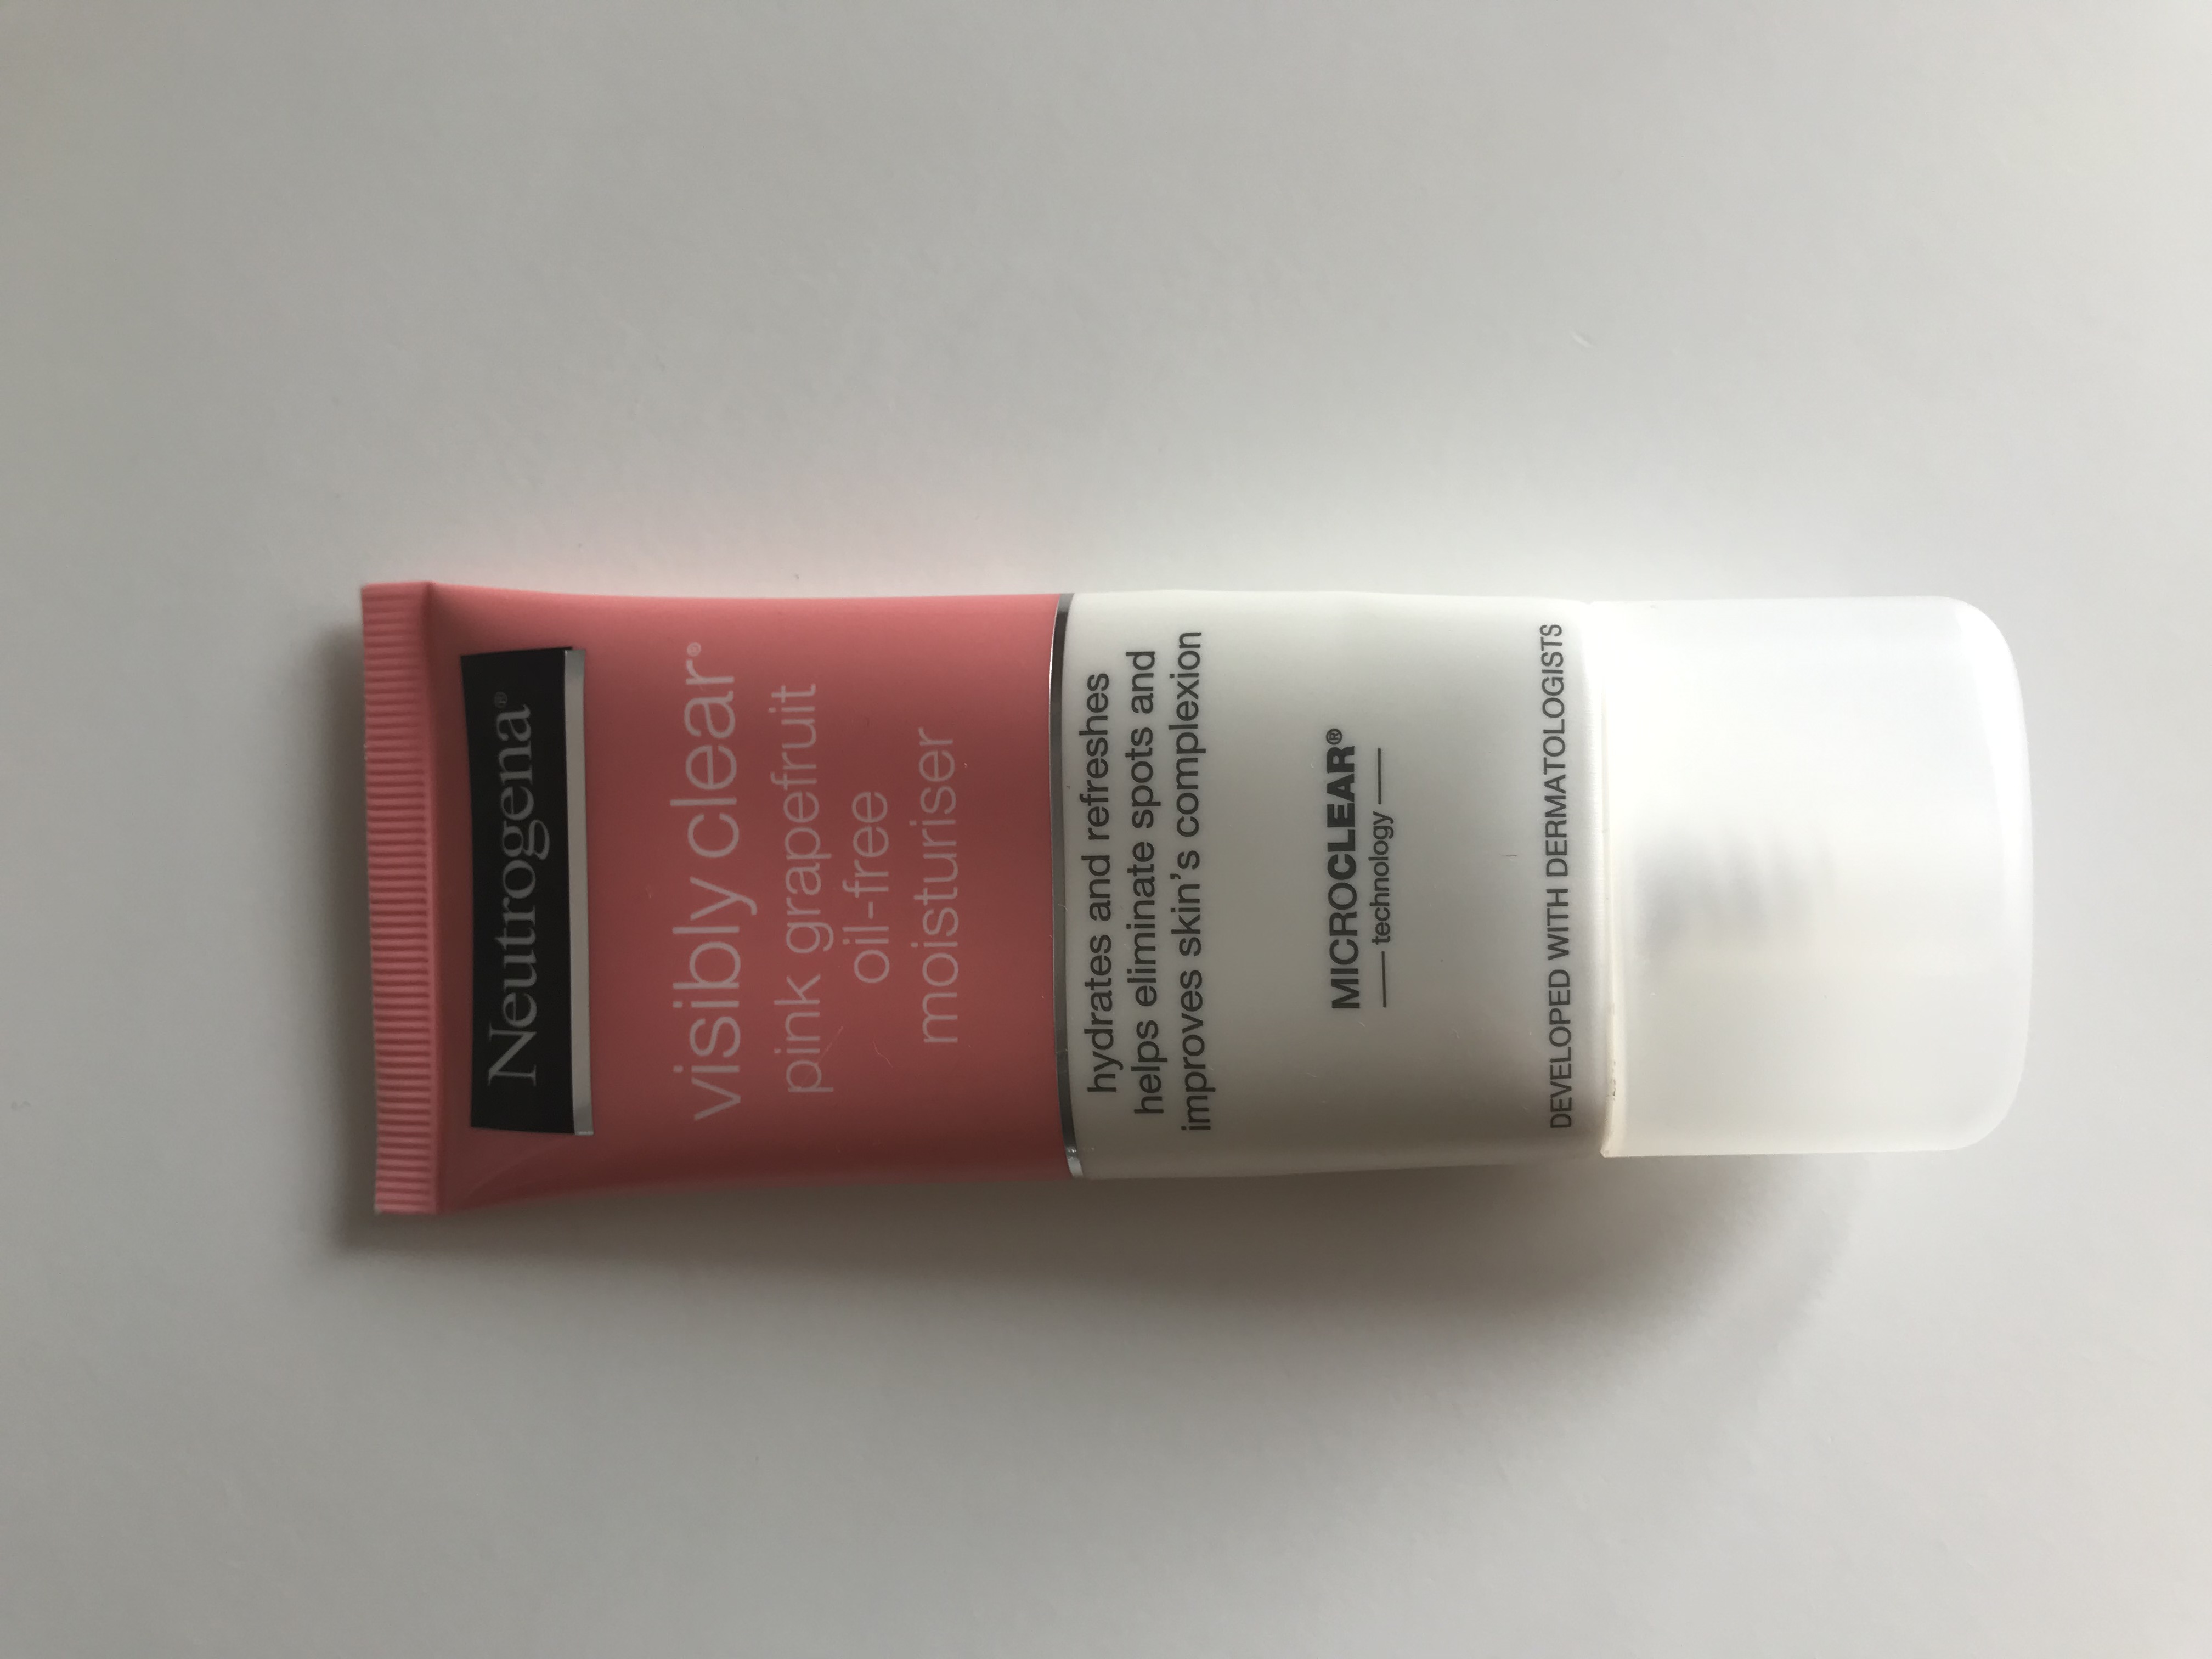 Neutrogena®
visibly clear®
pink grapefruit
oil-free
moisturiser
hydrates and refreshes
helps eliminate spots and
improves skin's complexion
MICROCLEAR®
technology
DEVELOPED WITH DERMATOLOGISTS